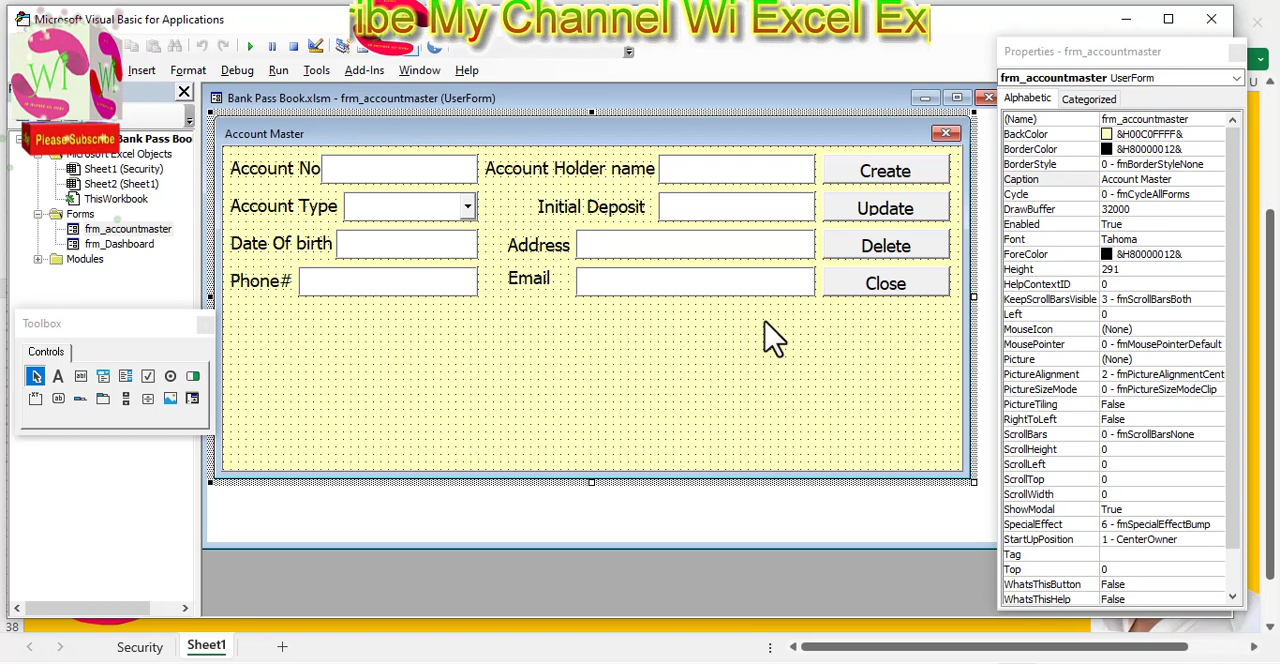 Microsoft Visual Basic for Applications
ibe My Channel Wi Excel Ex
Wi
Wi
Please Subscribe
Insert Format Debug Run Tools Add-Ins Window Help
Bank Pass Book.xlsm - frm_accountmaster (UserForm)
Bank Pass Boo
Microsoft Excel Objects
Sheet1 (Security)
Sheet2 (Sheet1)
ThisWorkbook
Forms
frm_accountmaster
frm_Dashboard
Modules
Toolbox
Controls
Account Master
Account No
Account Holder name
Create
Account Type
Initial Deposit
Update
Date Of birth
Address
Delete
Phone#
Email
Close
Properties - frm_accountmaster
frm_accountmaster UserForm
Alphabetic Categorized
(Name) frm_accountmaster
BackColor &H00C0FFFF&
BorderColor &H80000012&
BorderStyle 0 - fmBorderStyleNone
Caption Account Master
Cycle 0 - fmCycleAllForms
DrawBuffer 32000
Enabled True
Font Tahoma
ForeColor &H80000012&
Height 291
HelpContextID 0
KeepScrollBarsVisible 3 - fmScrollBarsBoth
Left 0
MouseIcon (None)
MousePointer 0 - fmMousePointerDefault
Picture (None)
PictureAlignment 2 - fmPictureAlignmentCent
PictureSizeMode 0 - fmPictureSizeModeClip
PictureTiling False
RightToLeft False
ScrollBars 0 - fmScrollBarsNone
ScrollHeight 0
ScrollLeft 0
ScrollTop 0
ScrollWidth 0
ShowModal True
SpecialEffect 6 - fmSpecialEffectBump
StartUpPosition 1 - CenterOwner
Tag
Top 0
WhatsThisButton False
WhatsThisHelp False
U
38
Security Sheet1